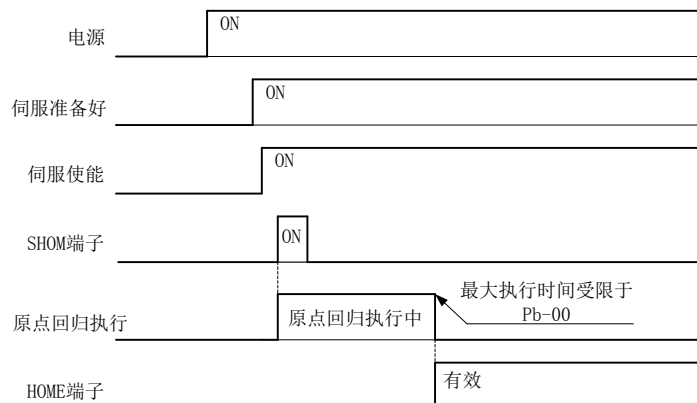 电源
ON
伺服准备好
ON
伺服使能
ON
SHOM端子
ON
原点回归执行
原点回归执行中
最大执行时间受限于
Pb-00
HOME端子
有效